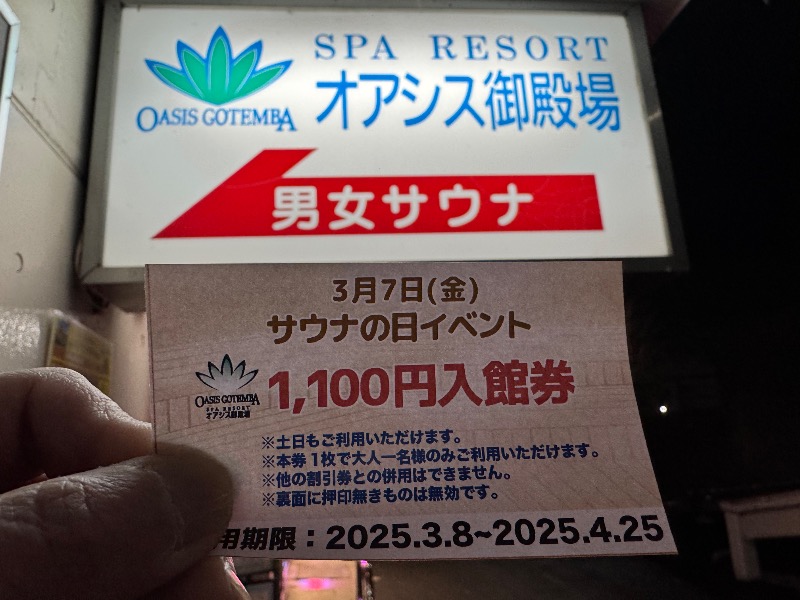 SPA RESORT
オアシス御殿場
OASIS GOTEMBA
男女サウナ
3月7日(金)
サウナの日イベント
OASIS GOTEMBA
SPA RESORT
オアシス御殿場
1,100円入館券
※土日もご利用いただけます。
※本券1枚で大人一名様のみご利用いただけます。
※他の割引券との併用はできません。
※裏面に押印無きものは無効です。
用期限：2025.3.8~2025.4.25